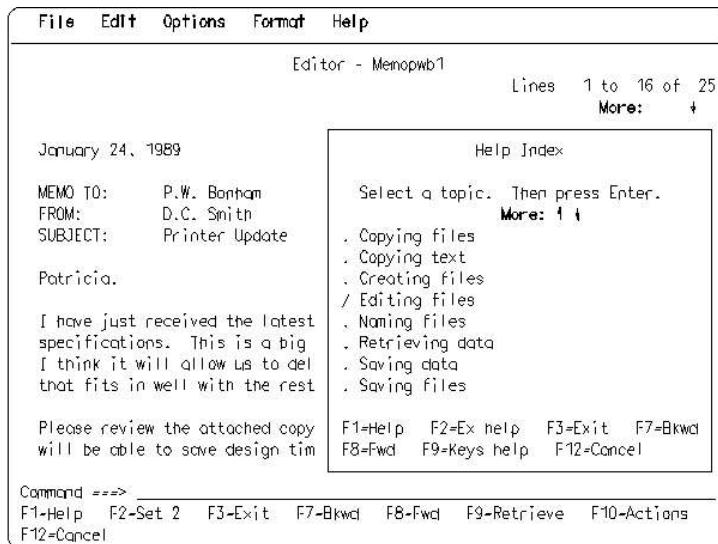 File Edit Options Format Help
Editor - Memopwb1
Lines 1 to 16 of 25
More: ↓
January 24, 1989
MEMO TO: P.W. Bonham
FROM: D.C. Smith
SUBJECT: Printer Update
Patricia.
I have just received the latest
specifications. This is a big
I think it will allow us to del
that fits in well with the rest
Please review the attached copy
will be able to save design tim
Help Index
Select a topic. Then press Enter.
More: ↑ ↓
. Copying files
. Copying text
. Creating files
/ Editing files
. Naming files
. Retrieving data
. Saving data
. Saving files
F1=Help F2=Ex help F3=Exit F7=Bkwd
F8=Fwd F9=Keys help F12=Cancel
Command ===>
F1=Help F2=Set 2 F3=Exit F7=Bkwd F8=Fwd F9=Retrieve F10=Actions
F12=Cancel